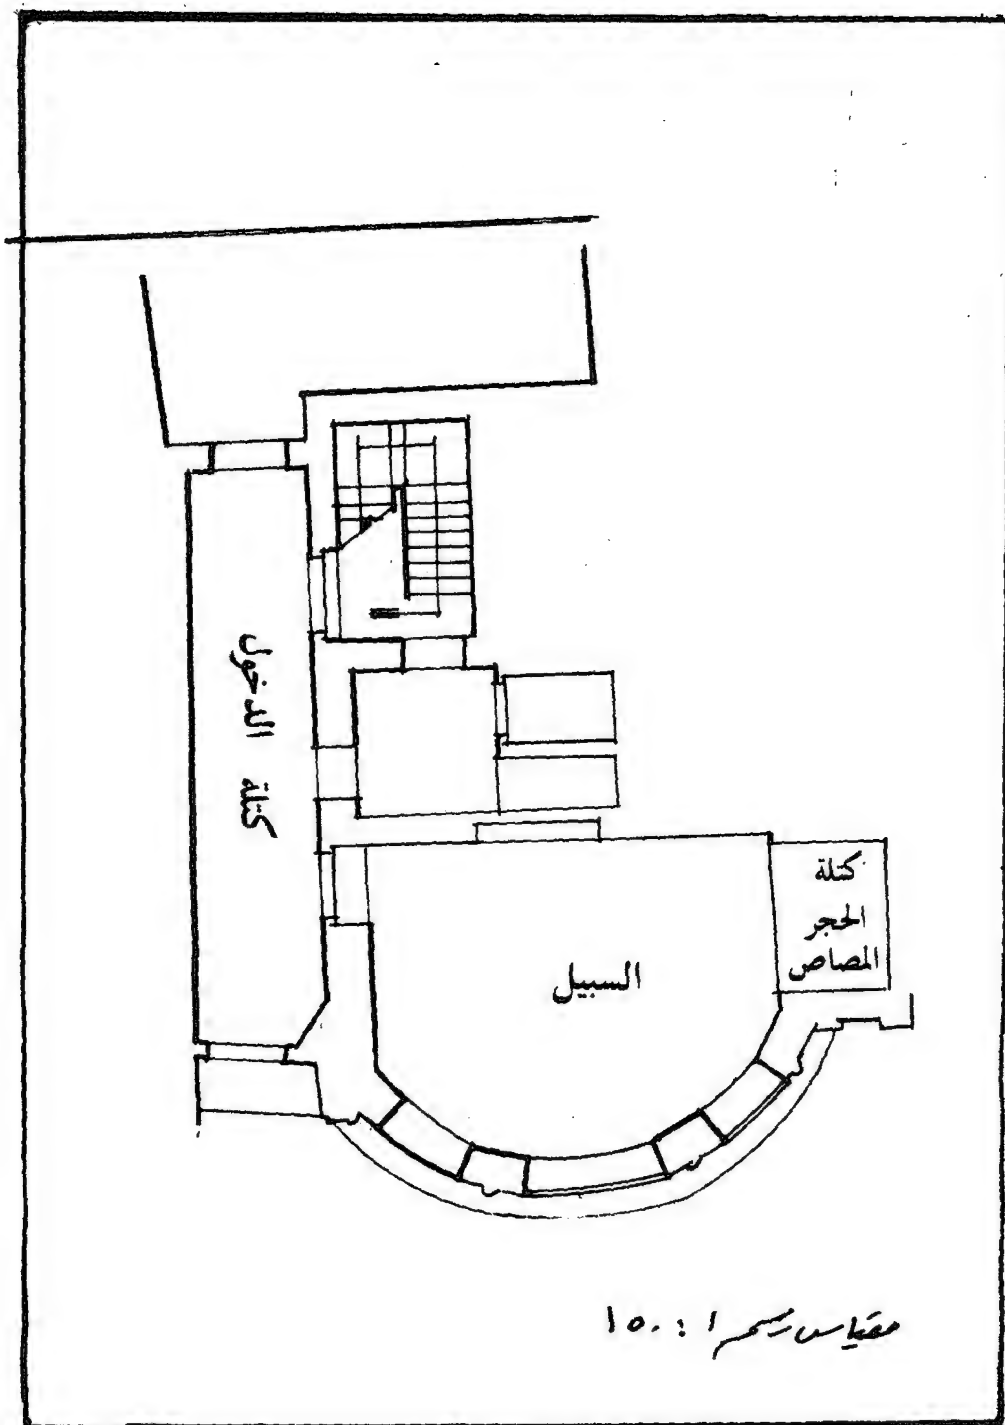 كتلة الدخول
كتلة
الحجر
المصاص
السبيل
مقياس رسم ١ : ١٥٠